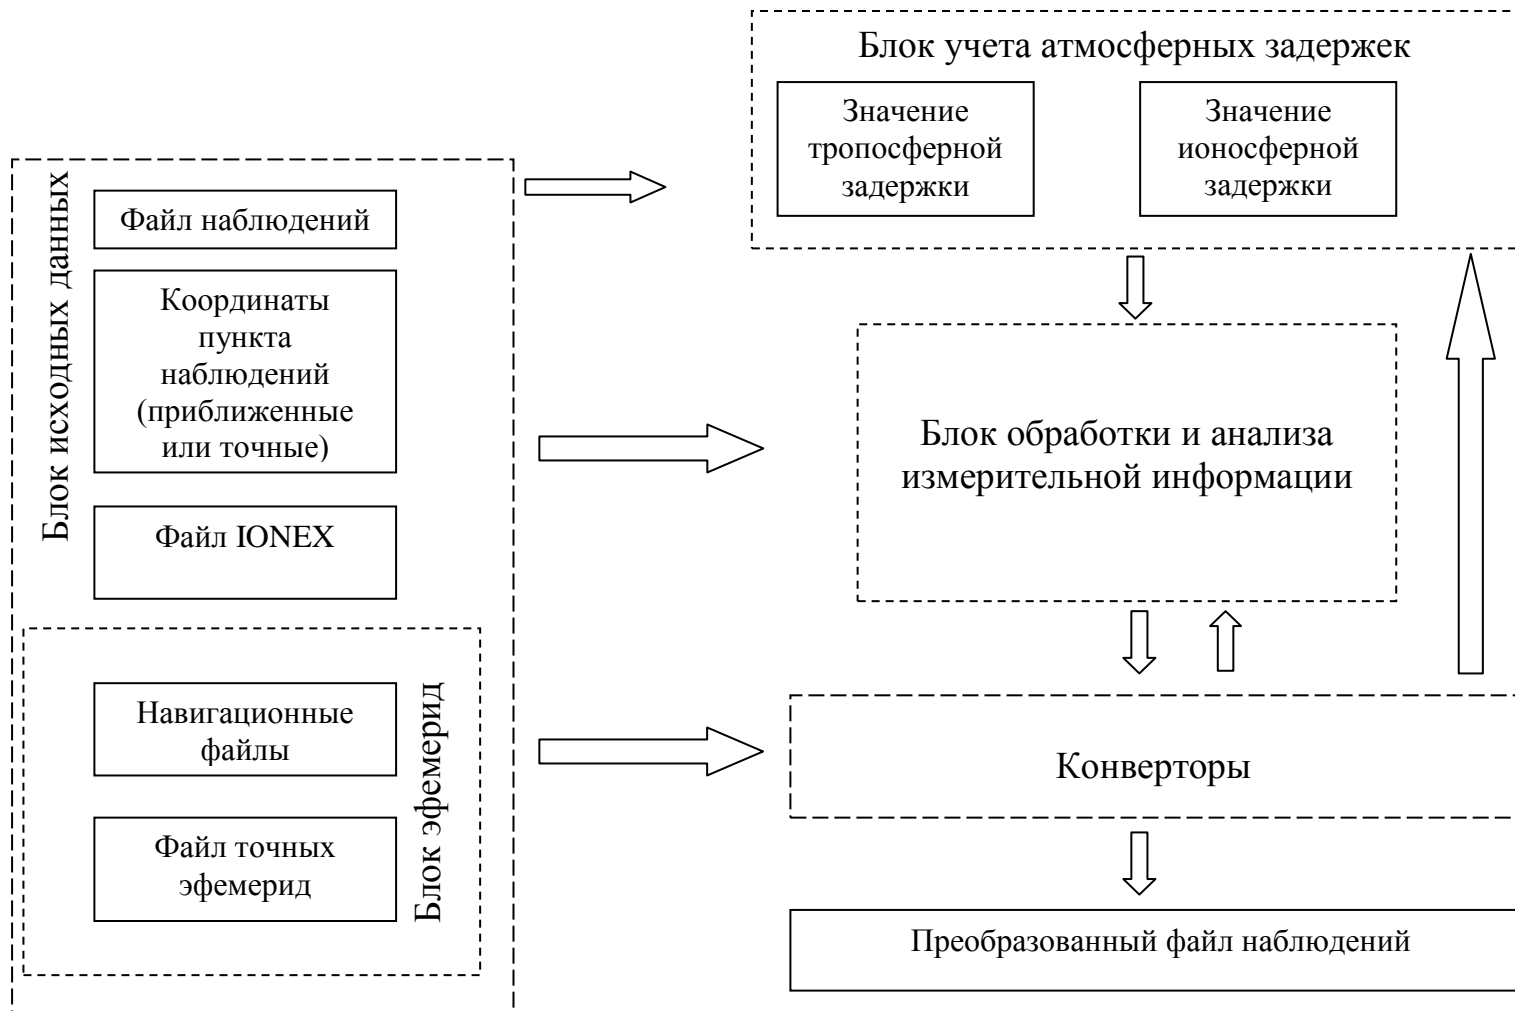 Блок исходных данных
Файл наблюдений
Координаты
пункта
наблюдений
(приближенные
или точные)
Файл IONEX
Блок эфемерид
Навигационные
файлы
Файл точных
эфемерид
Блок учета атмосферных задержек
Значение
тропосферной
задержки
Значение
ионосферной
задержки
Блок обработки и анализа
измерительной информации
Конверторы
Преобразованный файл наблюдений